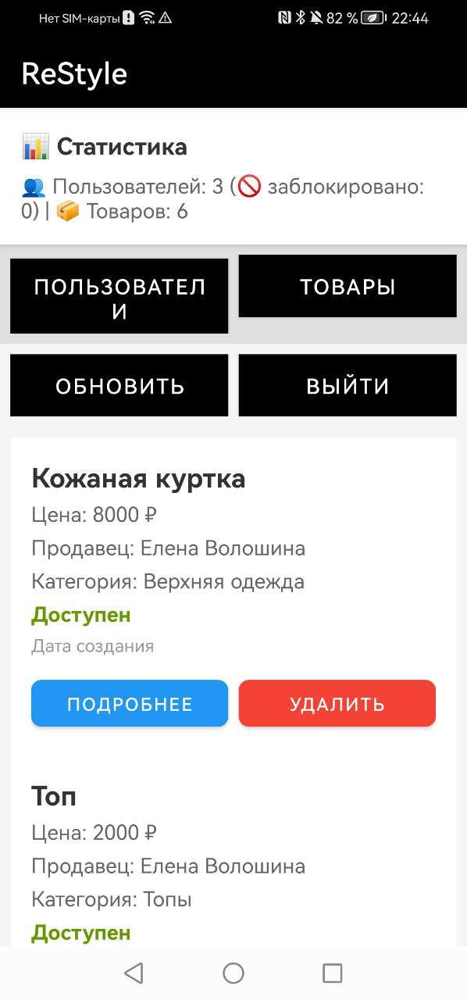 Нет SIM-карты 82 % 22:44
ReStyle
📊 Статистика
👥 Пользователей: 3 (🚫 заблокировано:
0) | 📦 Товаров: 6
ПОЛЬЗОВАТЕЛ
И
ТОВАРЫ
ОБНОВИТЬ
ВЫЙТИ
Кожаная куртка
Цена: 8000 ₽
Продавец: Елена Волошина
Категория: Верхняя одежда
Доступен
Дата создания
ПОДРОБНЕЕ
УДАЛИТЬ
Топ
Цена: 2000 ₽
Продавец: Елена Волошина
Категория: Топы
Доступен